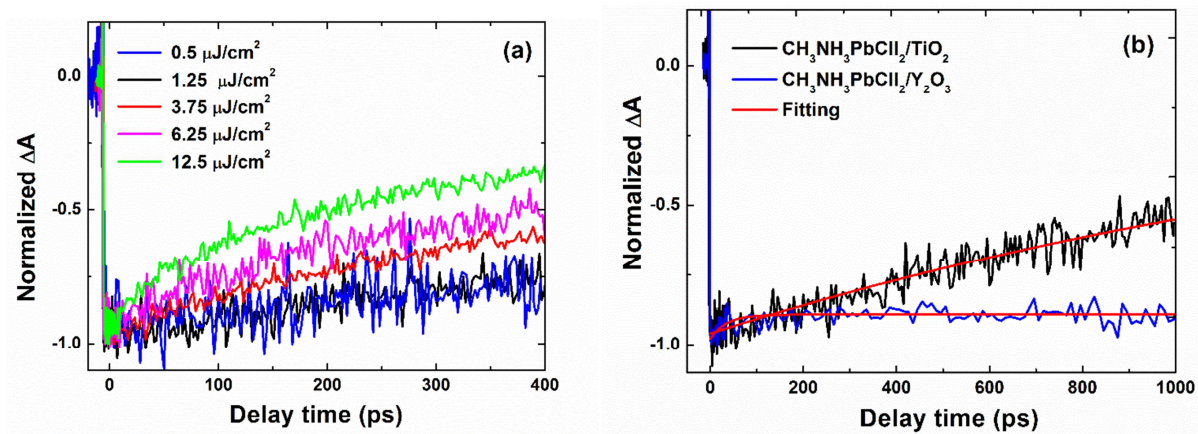 (a)
0.5 µJ/cm²
1.25 µJ/cm²
3.75 µJ/cm²
6.25 µJ/cm²
12.5 µJ/cm²
Normalized ΔA
0.0
-0.5
-1.0
0 100 200 300 400
Delay time (ps)
(b)
CH₃NH₃PbClI₂/TiO₂
CH₃NH₃PbClI₂/Y₂O₃
Fitting
Normalized ΔA
0.0
-0.5
-1.0
0 200 400 600 800 1000
Delay time (ps)